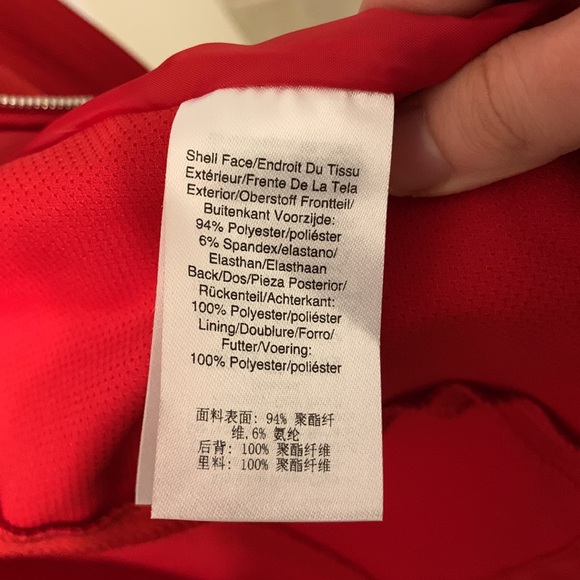 Shell Face/Endroit Du Tissu
Extérieur/Frente De La Tela
Exterior/Oberstoff Frontteil/
Buitenkant Voorzijde:
94% Polyester/poliéster
6% Spandex/elastano/
Elasthan/Elasthaan
Back/Dos/Pieza Posterior/
Rückenteil/Achterkant:
100% Polyester/poliéster
Lining/Doublure/Forro/
Futter/Voering:
100% Polyester/poliéster
面料表面: 94% 聚酯纤
维,6% 氨纶
后背: 100% 聚酯纤维
里料: 100% 聚酯纤维